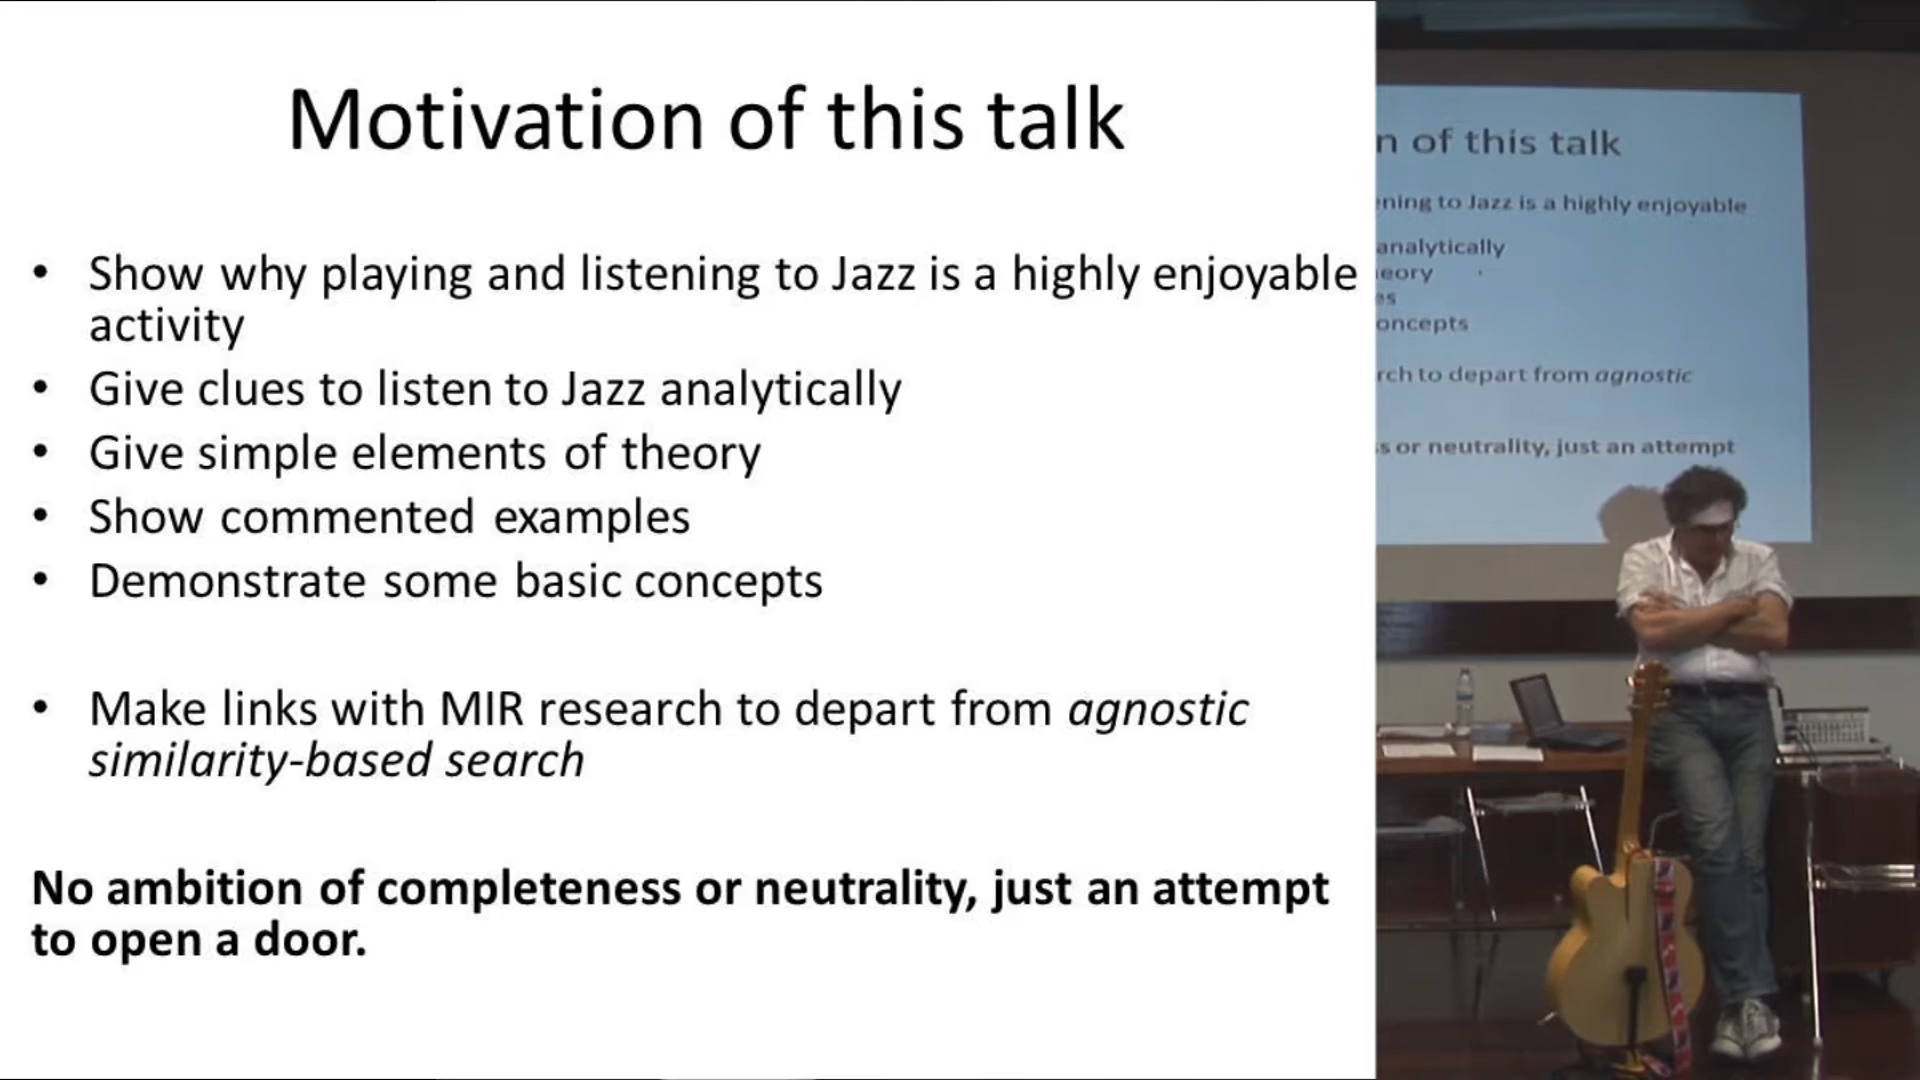 Motivation of this talk
• Show why playing and listening to Jazz is a highly enjoyable
activity
• Give clues to listen to Jazz analytically
• Give simple elements of theory
• Show commented examples
• Demonstrate some basic concepts
• Make links with MIR research to depart from agnostic
similarity-based search
No ambition of completeness or neutrality, just an attempt
to open a door.
n of this talk
ening to Jazz is a highly enjoyable
analytically
eory
es
oncepts
rch to depart from agnostic
s or neutrality, just an attempt